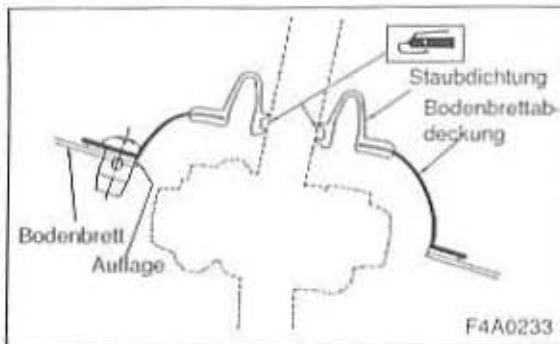 Staubdichtung
Bodenbrettab
deckung
Bodenbrett
Auflage
F4A0233